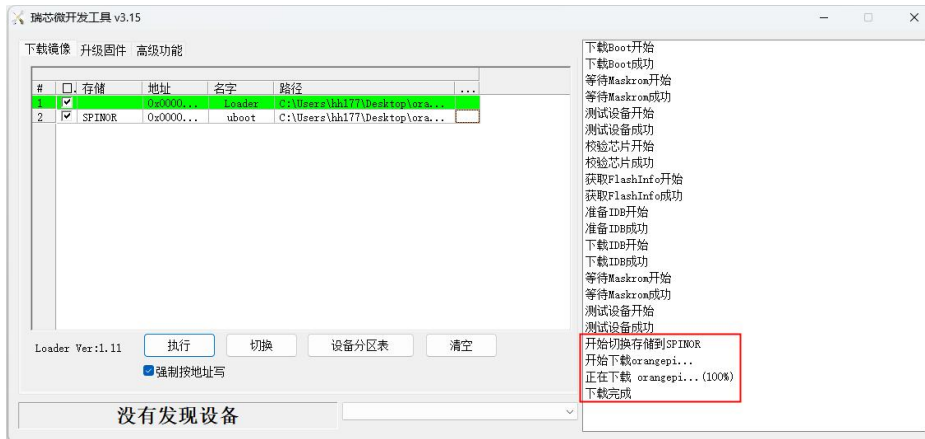 瑞芯微开发工具 v3.15
下载镜像 升级固件 高级功能
# 存储 地址 名字 路径 ...
1 0x0000... Loader C:\Users\hh177\Desktop\ora...
2 SPINOR 0x0000... uboot C:\Users\hh177\Desktop\ora...
Loader Ver:1.11 执行 切换 设备分区表 清空
强制按地址写
没有发现设备
下载Boot开始
下载Boot成功
等待Maskrom开始
等待Maskrom成功
测试设备开始
测试设备成功
校验芯片开始
校验芯片成功
获取FlashInfo开始
获取FlashInfo成功
准备IDB开始
准备IDB成功
下载IDB开始
下载IDB成功
等待Maskrom开始
等待Maskrom成功
测试设备开始
测试设备成功
开始切换存储到SPINOR
开始下载orangepi...
正在下载 orangepi...(100%)
下载完成